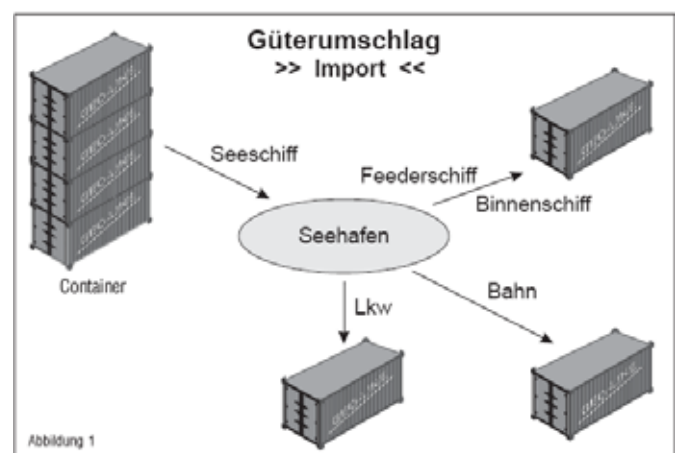 Güterumschlag
>> Import <<
Seeschiff
Feederschiff
Binnenschiff
Seehafen
Container
Lkw
Bahn
Abbildung 1